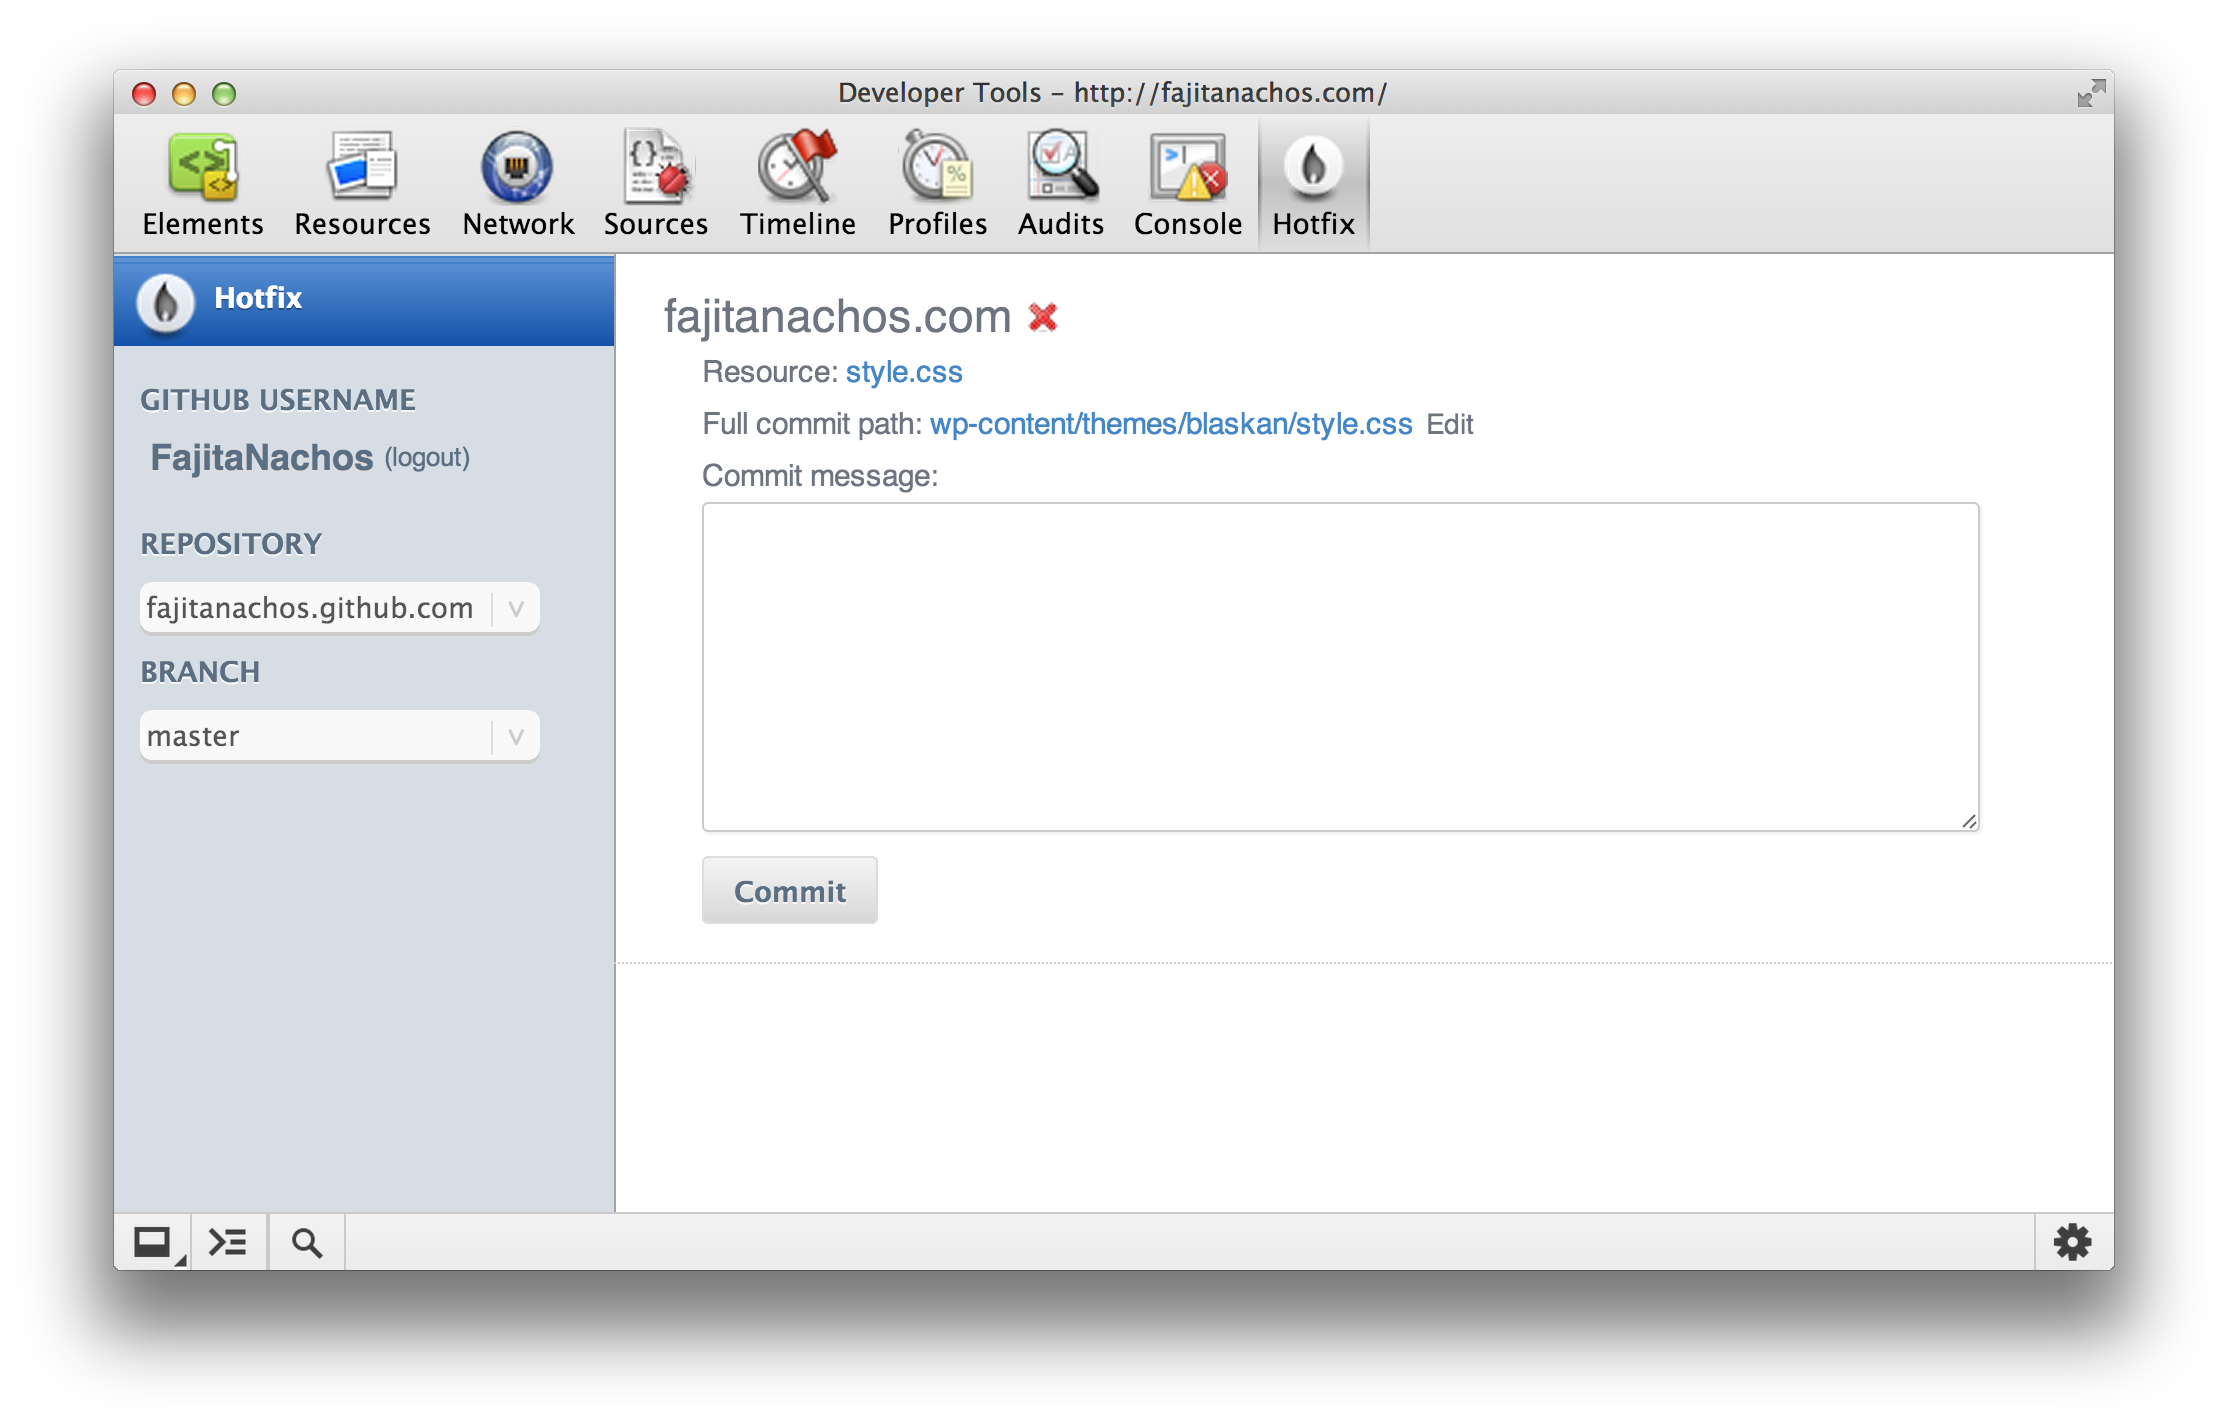 Developer Tools – http://fajitanachos.com/
Elements Resources Network Sources Timeline Profiles Audits Console Hotfix
Hotfix
GITHUB USERNAME
FajitaNachos (logout)
REPOSITORY
fajitanachos.github.com
BRANCH
master
fajitanachos.com
Resource: style.css
Full commit path: wp-content/themes/blaskan/style.css Edit
Commit message:
Commit